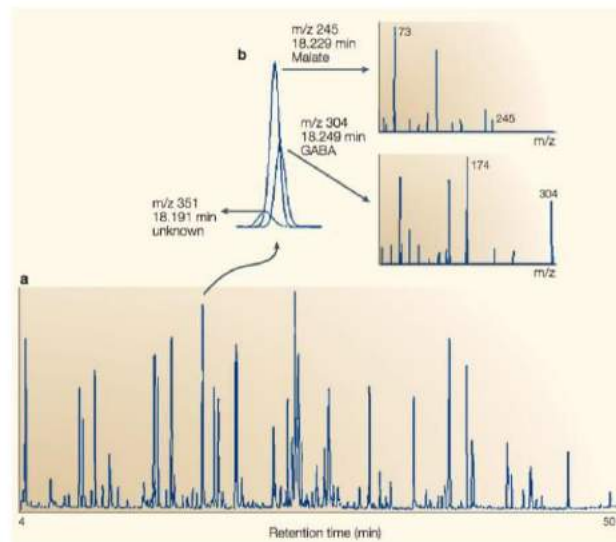 b
m/z 245
18.229 min
Malate
73
245
m/z
m/z 304
18.249 min
GABA
174
304
m/z
m/z 351
18.191 min
unknown
a
4
50
Retention time (min)